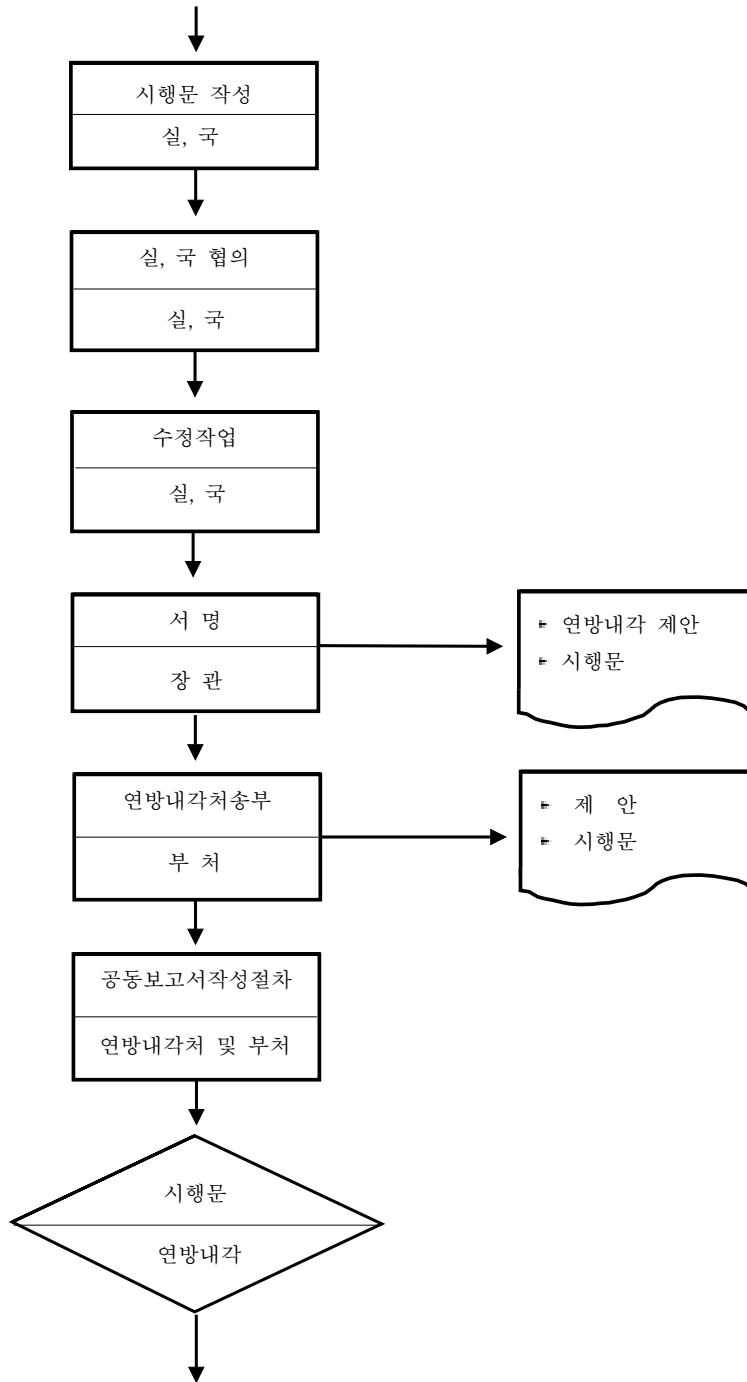 시행문 작성
실, 국
실, 국 협의
실, 국
수정작업
실, 국
서 명
장 관
연방내각 제안
시행문
연방내각처송부
부 처
제 안
시행문
공동보고서작성절차
연방내각처 및 부처
시행문
연방내각